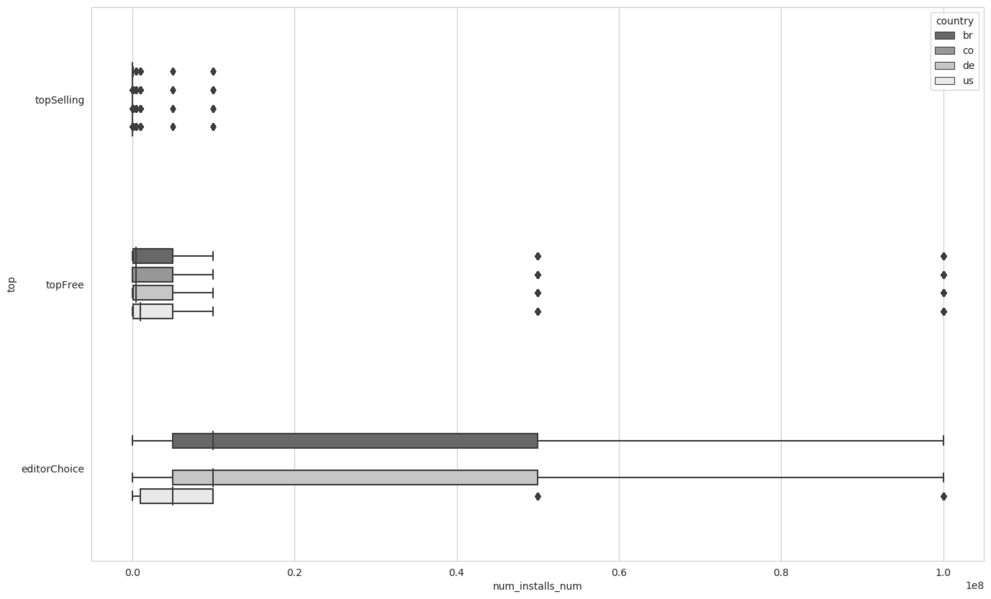 country
br
co
de
us
topSelling
topFree
editorChoice
top
0.0 0.2 0.4 0.6 0.8 1.0
1e8
num_installs_num